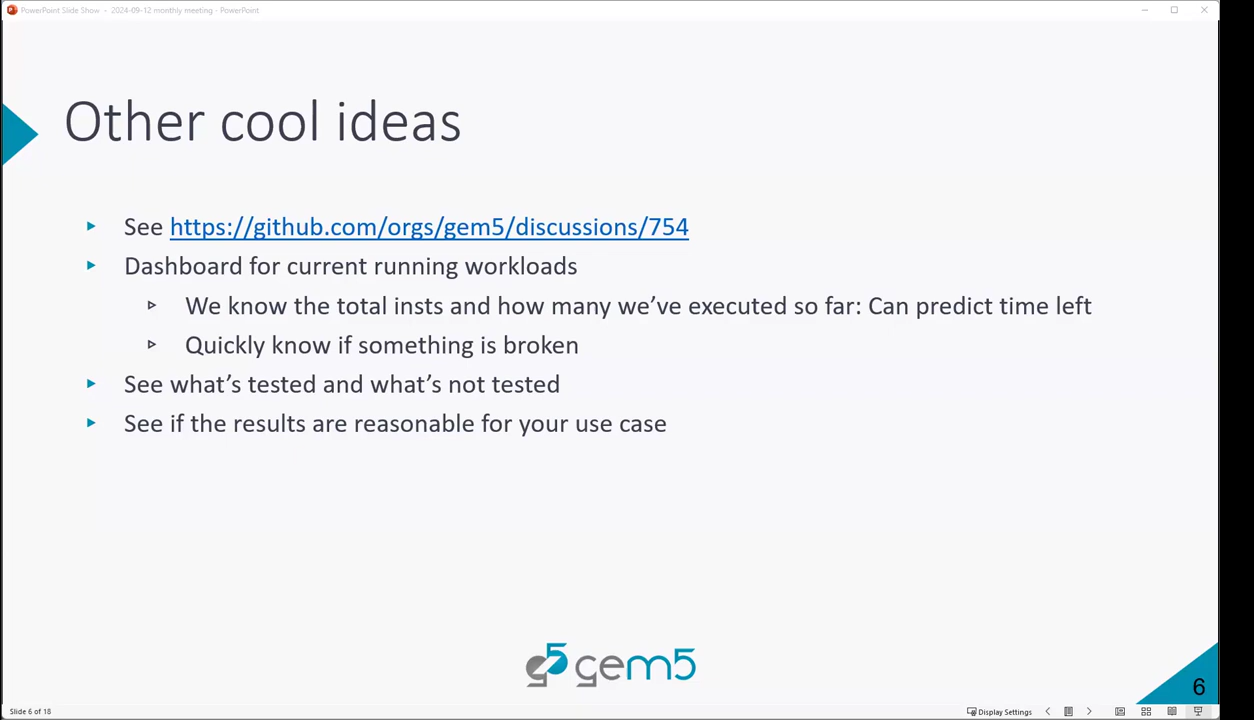 PowerPoint Slide Show - 2024-09-12 monthly meeting - PowerPoint
Other cool ideas
See https://github.com/orgs/gem5/discussions/754
Dashboard for current running workloads
We know the total insts and how many we’ve executed so far: Can predict time left
Quickly know if something is broken
See what’s tested and what’s not tested
See if the results are reasonable for your use case
g5 gem5
6
Slide 6 of 18
Display Settings